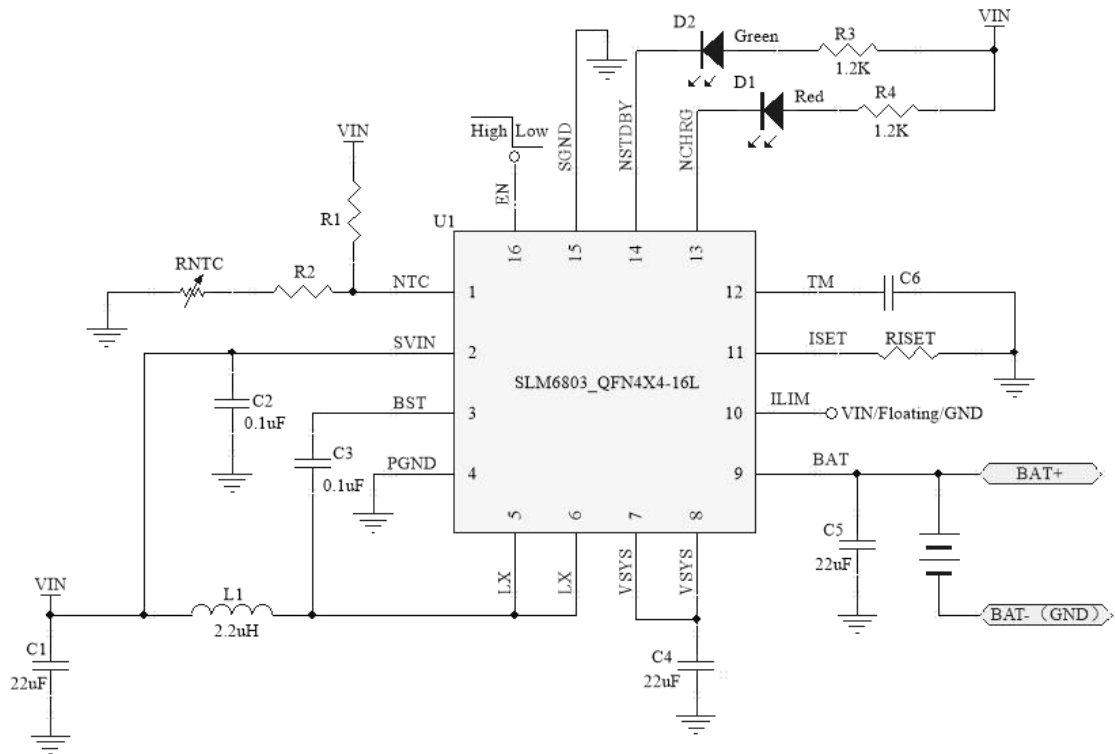 VIN
D2
Green
R3
1.2K
D1
Red
R4
1.2K
High Low
SGND
NSTDBY
NCHRG
VIN
EN
R1
U1
16
15
14
13
RNTC
R2
NTC
1
12
TM
C6
SVIN
2
11
ISET
RISET
SLM6803_QFN4X4-16L
C2
0.1uF
BST
3
10
ILIM
VIN/Floating/GND
C3
0.1uF
PGND
4
9
BAT
BAT+
5
6
7
8
C5
22uF
LX
LX
VSYS
VSYS
VIN
L1
2.2uH
BAT-（GND）
C1
22uF
C4
22uF